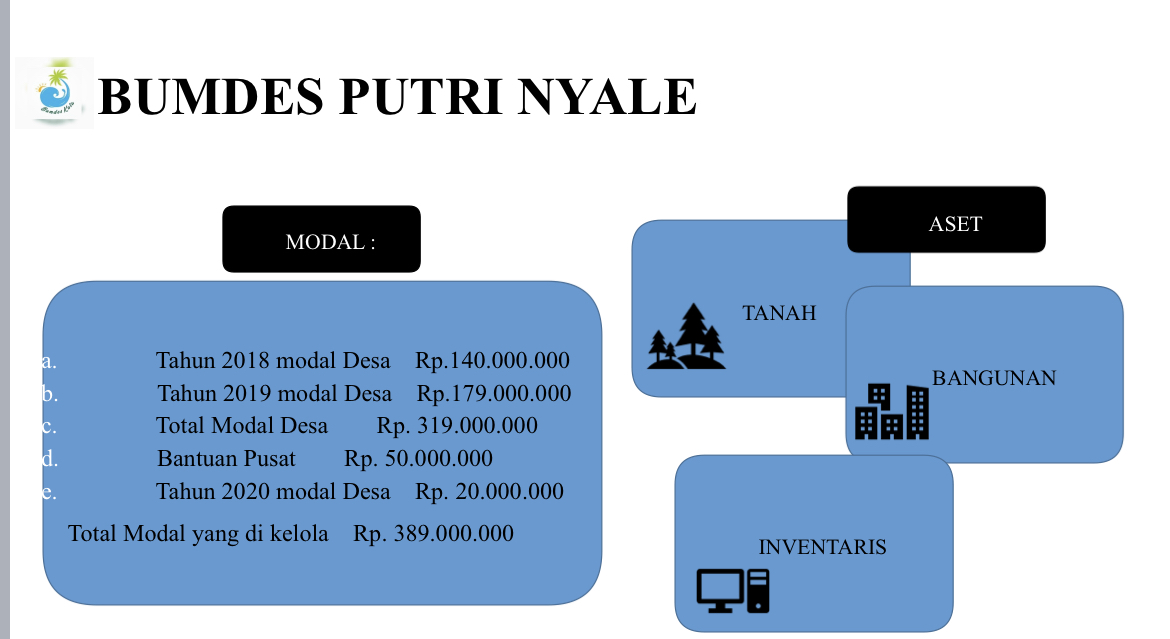 BUMDES PUTRI NYALE
Bumdes Kuta
MODAL :
a. Tahun 2018 modal Desa Rp.140.000.000
b. Tahun 2019 modal Desa Rp.179.000.000
c. Total Modal Desa Rp. 319.000.000
d. Bantuan Pusat Rp. 50.000.000
e. Tahun 2020 modal Desa Rp. 20.000.000
Total Modal yang di kelola Rp. 389.000.000
ASET
TANAH
BANGUNAN
INVENTARIS